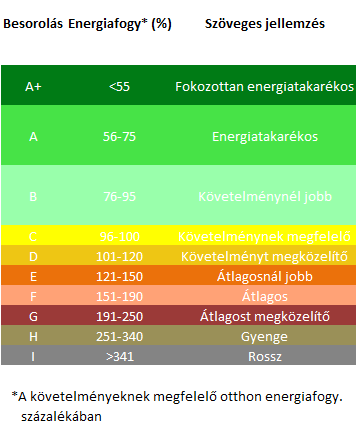 Besorolás Energiafogy* (%) Szöveges jellemzés
A+ <55 Fokozottan energiatakarékos
A 56-75 Energiatakarékos
B 76-95 Követelménynél jobb
C 96-100 Követelménynek megfelelő
D 101-120 Követelményt megközelítő
E 121-150 Átlagosnál jobb
F 151-190 Átlagos
G 191-250 Átlagost megközelítő
H 251-340 Gyenge
I >341 Rossz
*A követelményeknek megfelelő otthon energiafogy.
százalékában